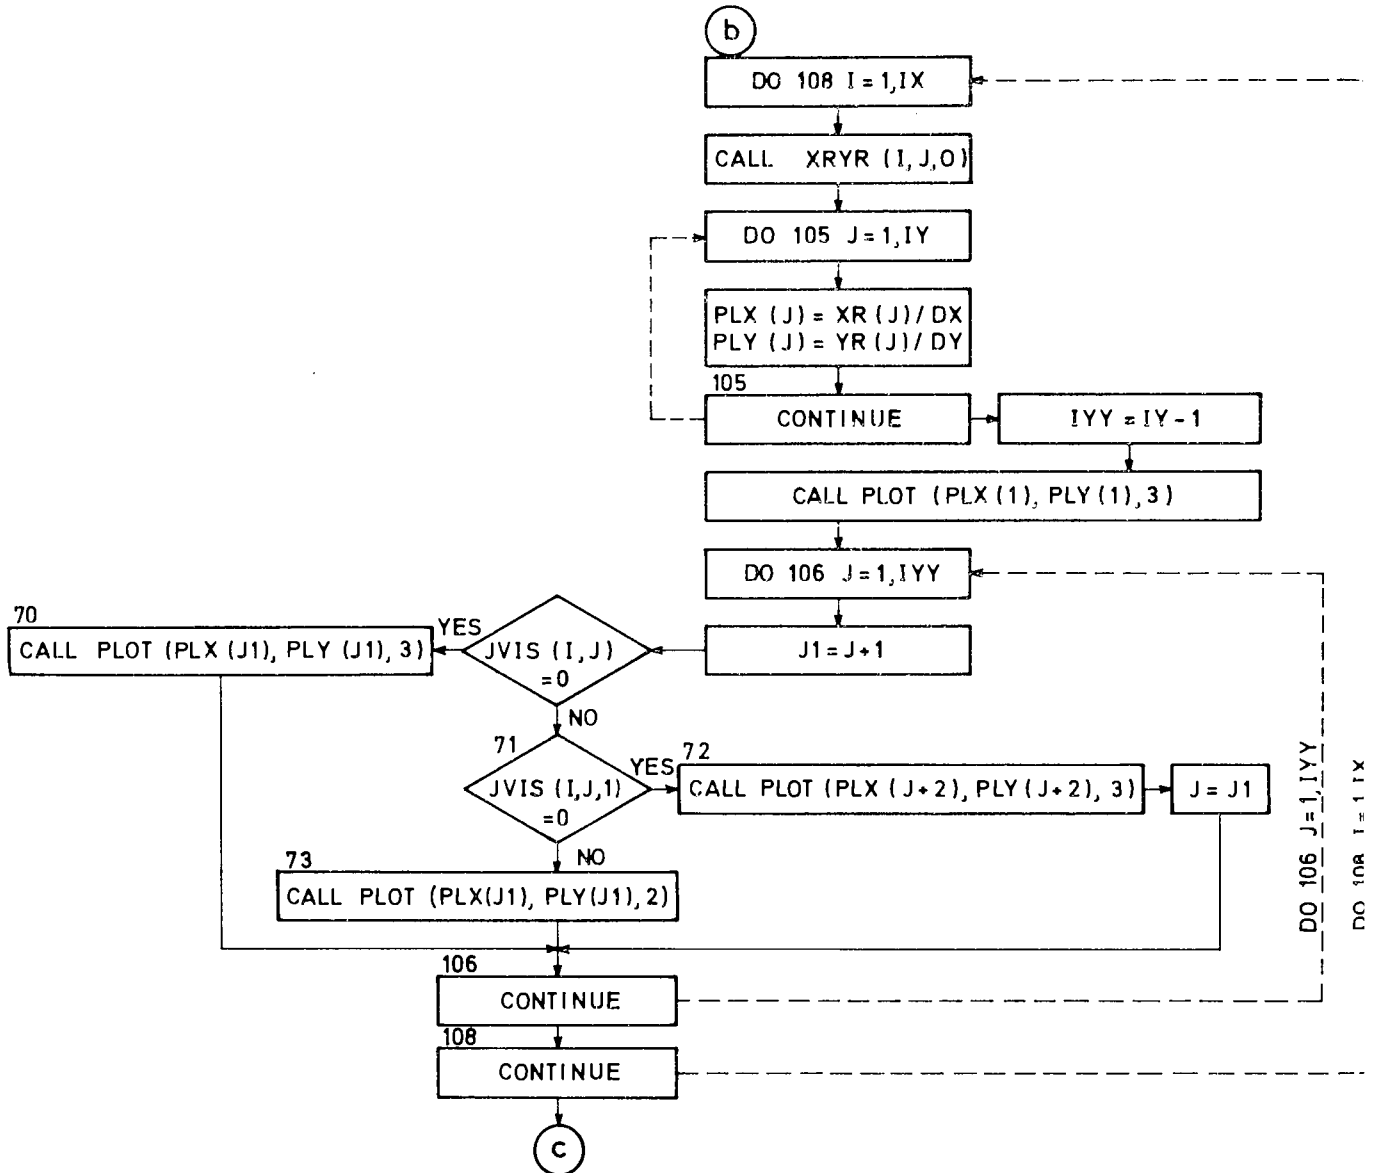 b
DO 108 I = 1,IX
CALL XRYR (I, J,0)
DO 105 J = 1,IY
PLX (J) = XR (J) / DX
PLY (J) = YR (J) / DY
105
CONTINUE
IYY = IY - 1
CALL PLOT (PLX (1), PLY (1), 3)
DO 106 J = 1, IYY
J1 = J + 1
JVIS (I, J)
= 0
YES
70
CALL PLOT (PLX (J1), PLY (J1), 3)
NO
71
JVIS (I,J,1)
= 0
YES
72
CALL PLOT (PLX (J+2), PLY (J+2), 3)
J = J1
NO
73
CALL PLOT (PLX(J1), PLY(J1), 2)
106
CONTINUE
DO 106 J=1, IYY
108
CONTINUE
DO 108 I = 1 IX
c